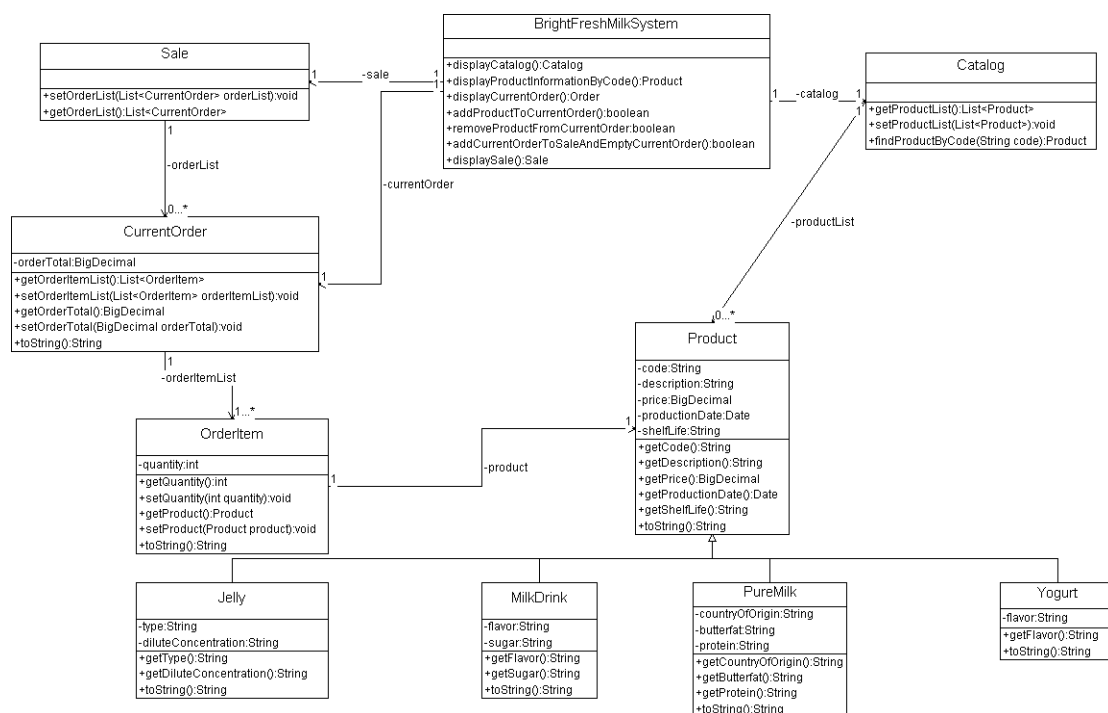 BrightFreshMilkSystem
+displayCatalog():Catalog
+displayProductInformationByCode():Product
+displayCurrentOrder():Order
+addProductToCurrentOrder():boolean
+removeProductFromCurrentOrder:boolean
+addCurrentOrderToSaleAndEmptyCurrentOrder():boolean
+displaySale():Sale
Sale
+setOrderList(List<CurrentOrder> orderList):void
+getOrderList():List<CurrentOrder>
1
-sale
1
1
1
-catalog
1
Catalog
+getProductList():List<Product>
+setProductList(List<Product>):void
+findProductByCode(String code):Product
1
1
-orderList
0...*
-currentOrder
1
-productList
0...*
CurrentOrder
-orderTotal:BigDecimal
+getOrderItemList():List<OrderItem>
+setOrderItemList(List<OrderItem> orderItemList):void
+getOrderTotal():BigDecimal
+setOrderTotal(BigDecimal orderTotal):void
+toString():String
1
-orderItemList
1...*
Product
-code:String
-description:String
-price:BigDecimal
-productionDate:Date
-shelfLife:String
+getCode():String
+getDescription():String
+getPrice():BigDecimal
+getProductionDate():Date
+getShelfLife():String
+toString():String
OrderItem
-quantity:int
+getQuantity():int
+setQuantity(int quantity):void
+getProduct():Product
+setProduct(Product product):void
+toString():String
1
-product
1
Jelly
-type:String
-diluteConcentration:String
+getType():String
+getDiluteConcentration():String
+toString():String
MilkDrink
-flavor:String
-sugar:String
+getFlavor():String
+getSugar():String
+toString():String
PureMilk
-countryOfOrigin:String
-butterfat:String
-protein:String
+getCountryOfOrigin():String
+getButterfat():String
+getProtein():String
+toString():String
Yogurt
-flavor:String
+getFlavor():String
+toString():String